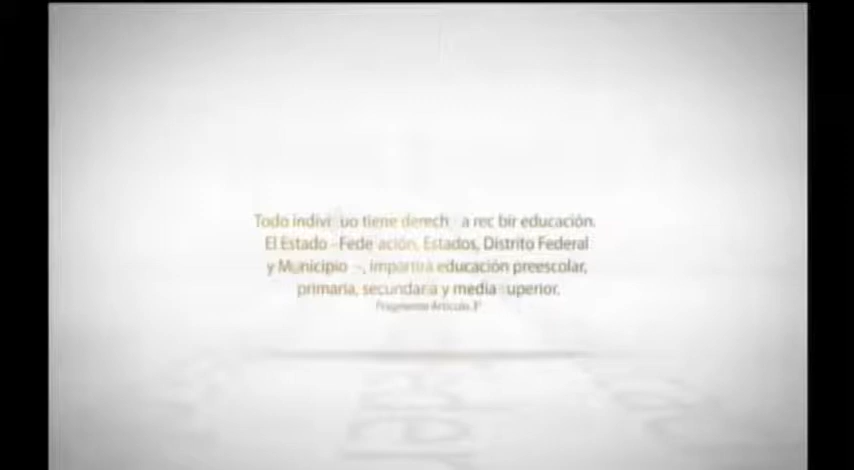 Todo indivi uo tiene derech a rec bir educación.
El Estado -Fede ación, Estados, Distrito Federal
y Municipio -, impartirá educación preescolar,
primaria, secundaria y media uperior.
Fragmento Artículo 3º